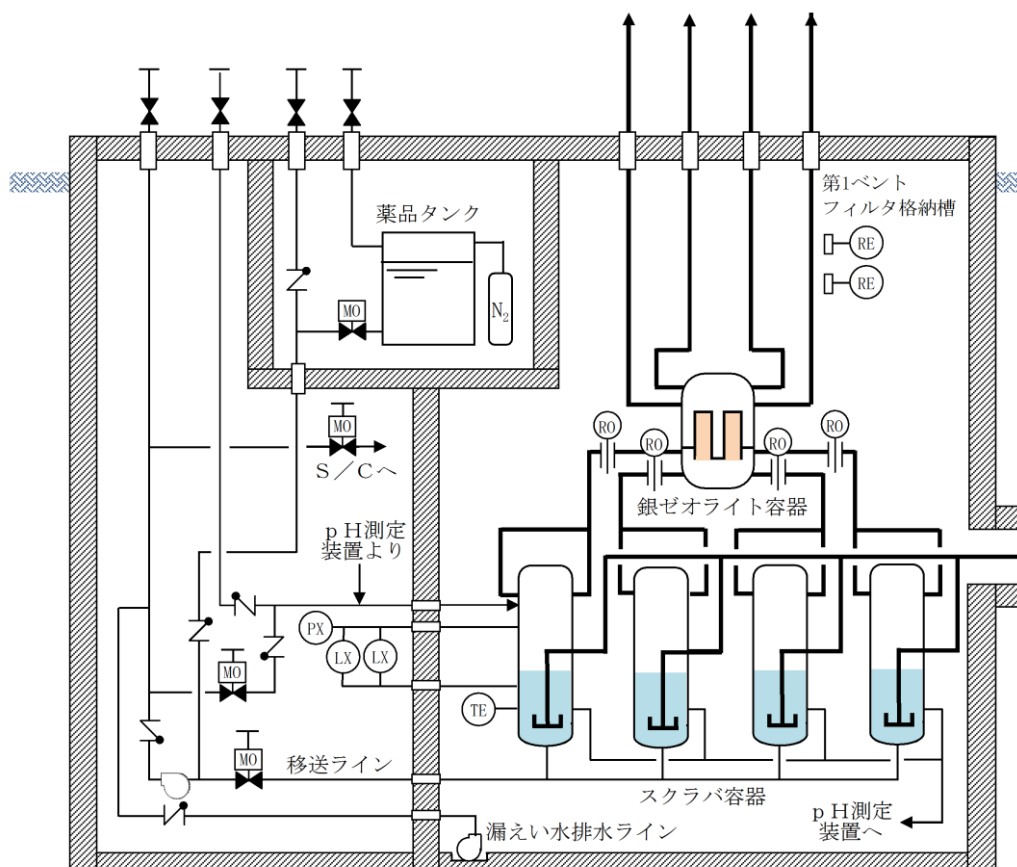 第1ベント
フィルタ格納槽
RE
RE
薬品タンク
MO
N₂
MO
S/Cへ
RO
RO
RO
RO
銀ゼオライト容器
pH測定
装置より
PX
LX
LX
MO
TE
MO
移送ライン
スクラバ容器
pH測定
装置へ
漏えい水排水ライン